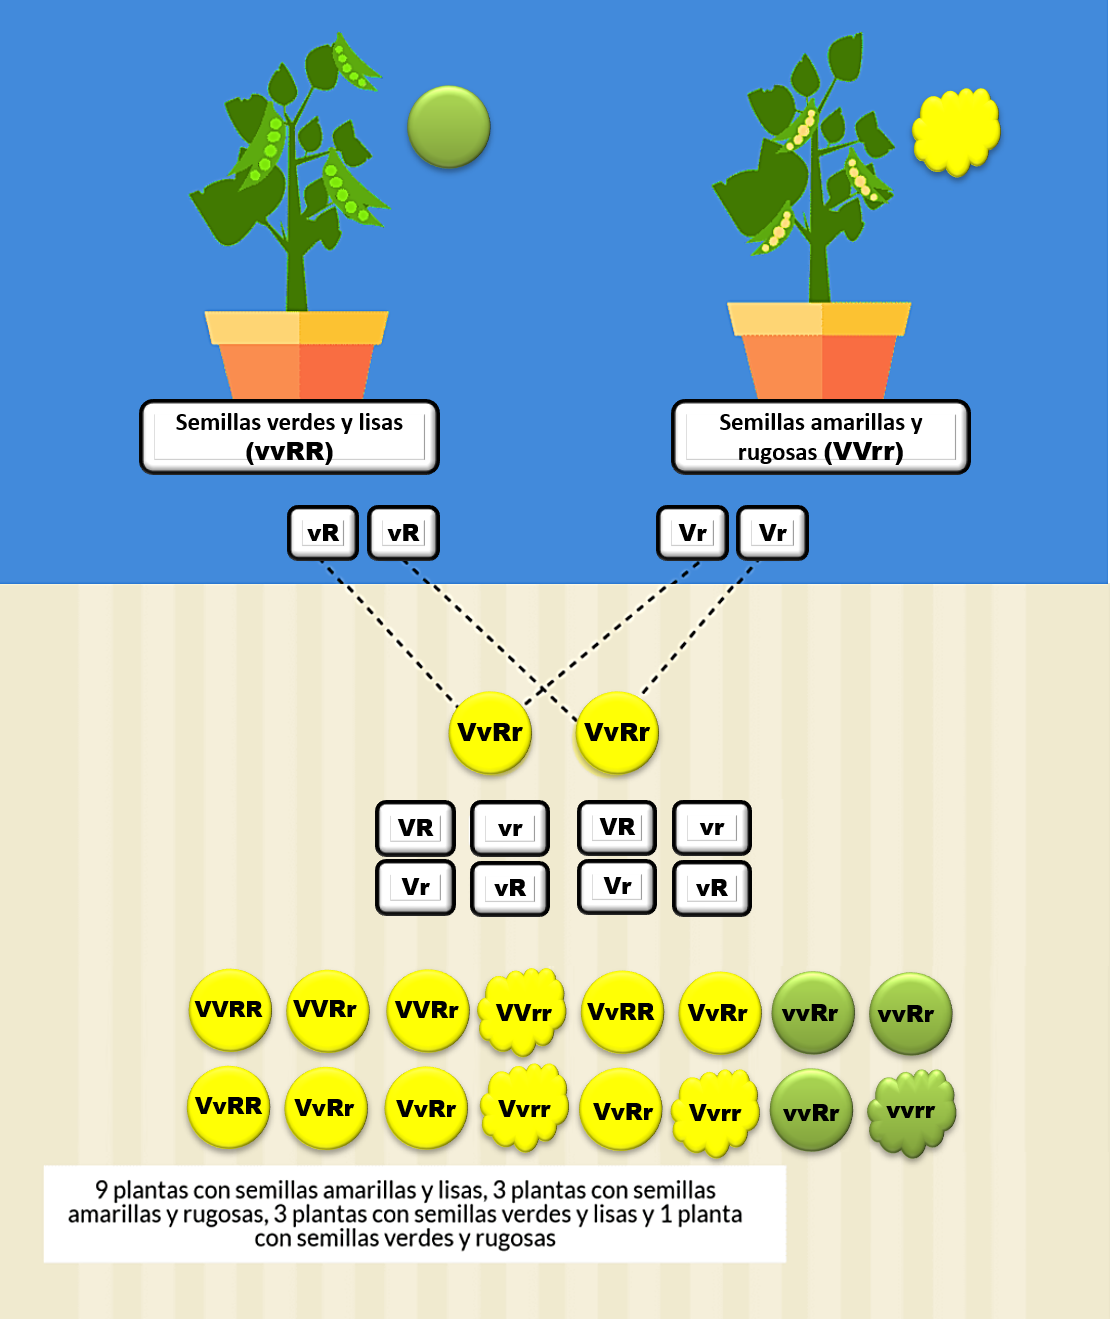 Semillas verdes y lisas
(vvRR)
Semillas amarillas y
rugosas (VVrr)
vR vR Vr Vr
VvRr VvRr
VR vr VR vr
Vr vR Vr vR
VVRR VVRr VVRr VVrr VvRR VvRr vvRr vvRr
VvRR VvRr VvRr Vvrr VvRr Vvrr vvRr vvrr
9 plantas con semillas amarillas y lisas, 3 plantas con semillas
amarillas y rugosas, 3 plantas con semillas verdes y lisas y 1 planta
con semillas verdes y rugosas